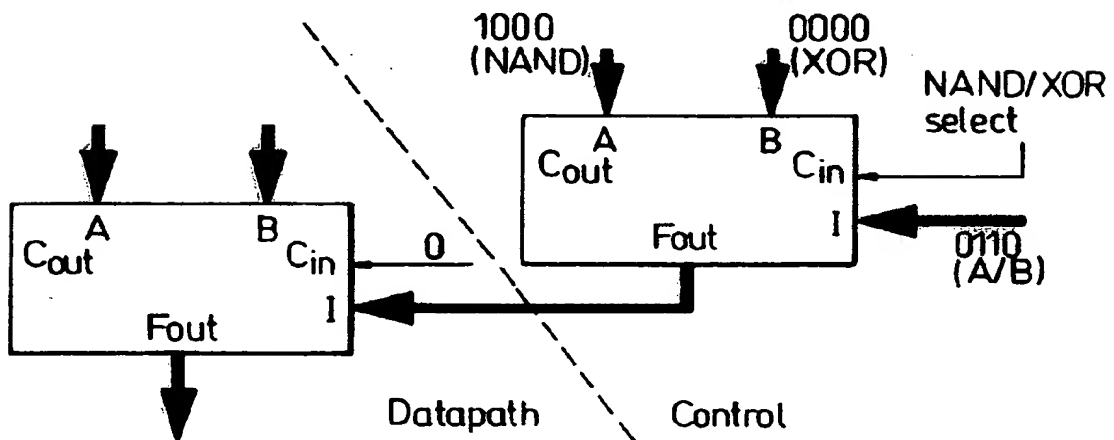 1000
(NAND)
0000
(XOR)
NAND/XOR
select
A
B
Cout
Cin
I
Fout
0110
(A/B)
A
B
Cout
Cin
0
I
Fout
Datapath
Control